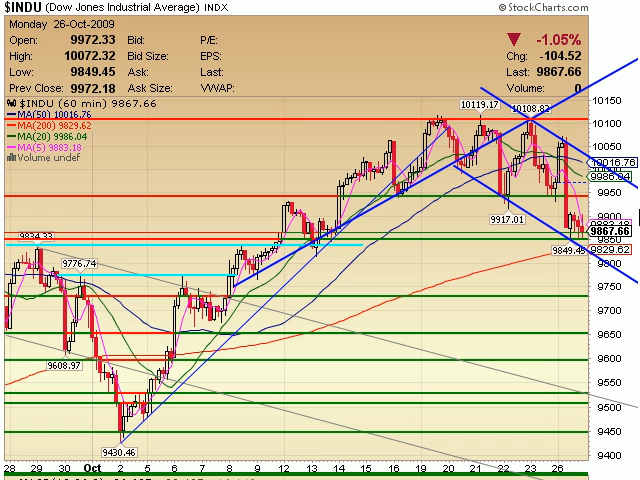 $INDU (Dow Jones Industrial Average) INDX
© StockCharts.com
Monday 26-Oct-2009
-1.05%
Open: 9972.33 Bid: P/E:
High: 10072.32 Bid Size: EPS: Chg: -104.52
Low: 9849.45 Ask: Last: Last: 9867.66
Prev Close: 9972.18 Ask Size: VWAP: Volume: 0
$INDU (60 min) 9867.66
MA(50) 10016.76
MA(200) 9829.62
MA(20) 9986.04
MA(5) 9883.18
Volume undef
10119.17
10108.82
9917.01
9849.45
9834.33
9776.74
9608.97
9430.46
10150
10100
10050
10016.76
9986.04
9950
9900
9883.18
9867.66
9850
9829.62
9800
9750
9700
9650
9600
9550
9500
9450
9400
28 29 30 Oct 2 5 6 7 8 9 12 13 14 15 16 19 20 21 22 23 26